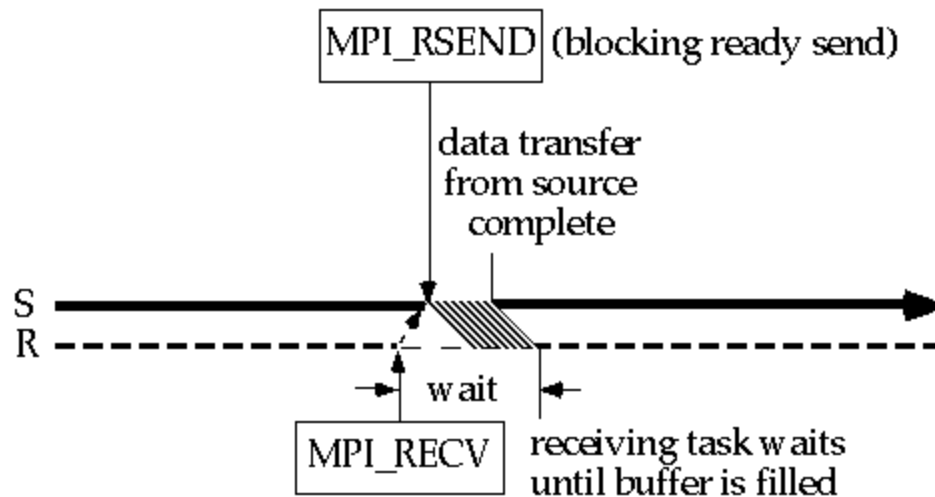 MPI_RSEND (blocking ready send)
data transfer
from source
complete
S
R
wait
MPI_RECV
receiving task waits
until buffer is filled